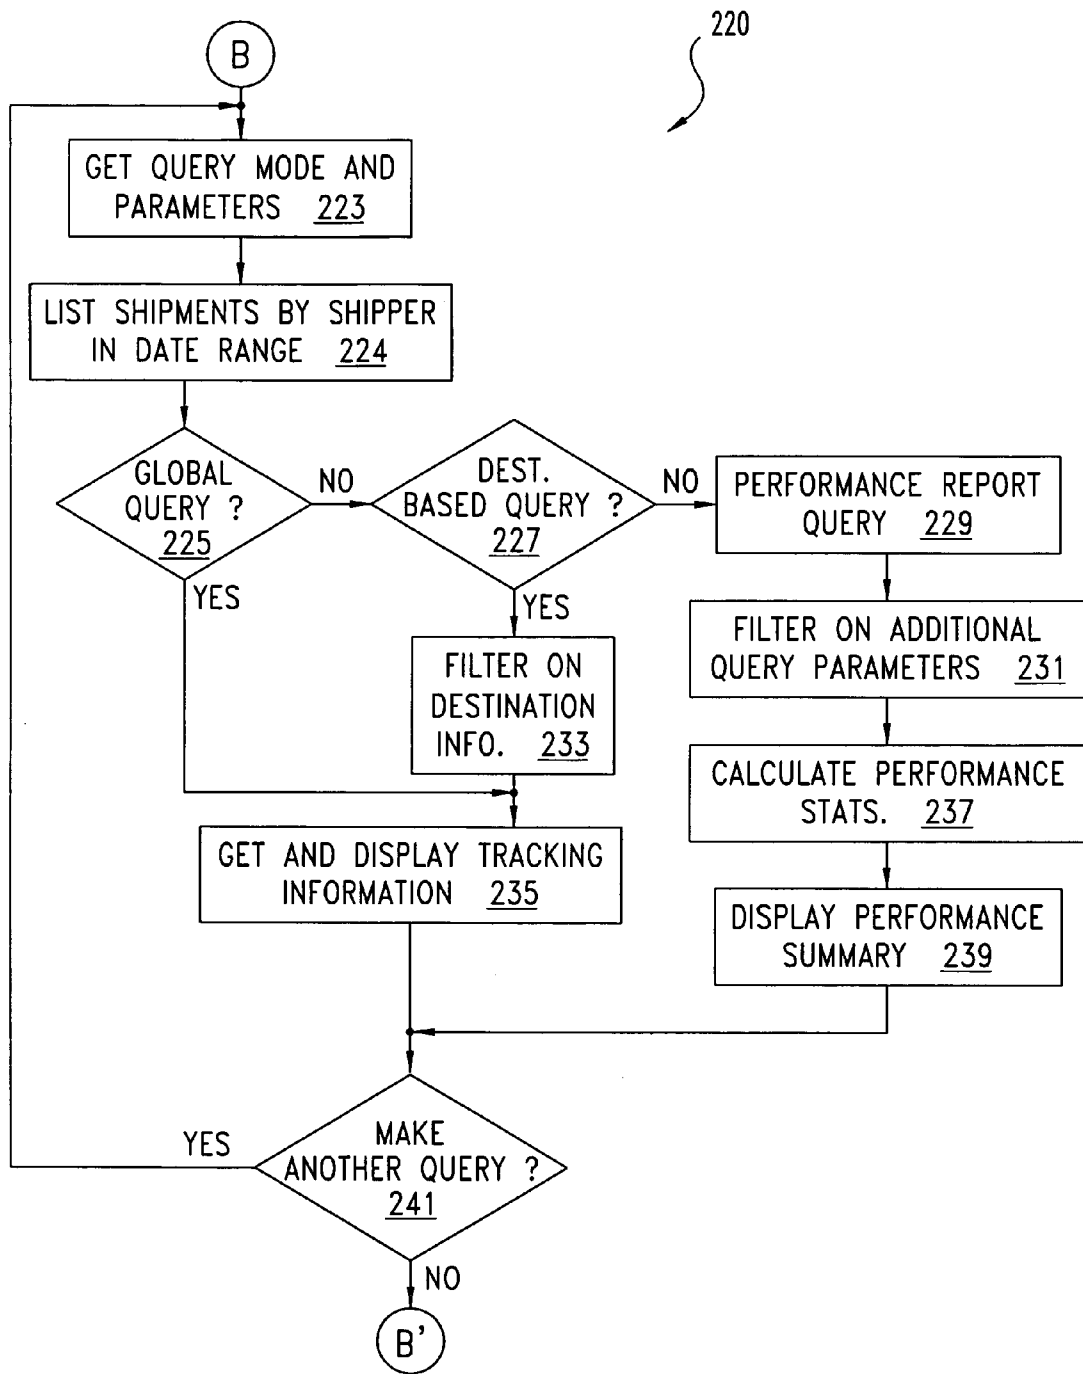 220
B
GET QUERY MODE AND
PARAMETERS 223
LIST SHIPMENTS BY SHIPPER
IN DATE RANGE 224
GLOBAL
QUERY ?
225
NO
YES
DEST.
BASED QUERY ?
227
NO
YES
PERFORMANCE REPORT
QUERY 229
FILTER ON ADDITIONAL
QUERY PARAMETERS 231
FILTER ON
DESTINATION
INFO. 233
CALCULATE PERFORMANCE
STATS. 237
GET AND DISPLAY TRACKING
INFORMATION 235
DISPLAY PERFORMANCE
SUMMARY 239
MAKE
ANOTHER QUERY ?
241
YES
NO
B'